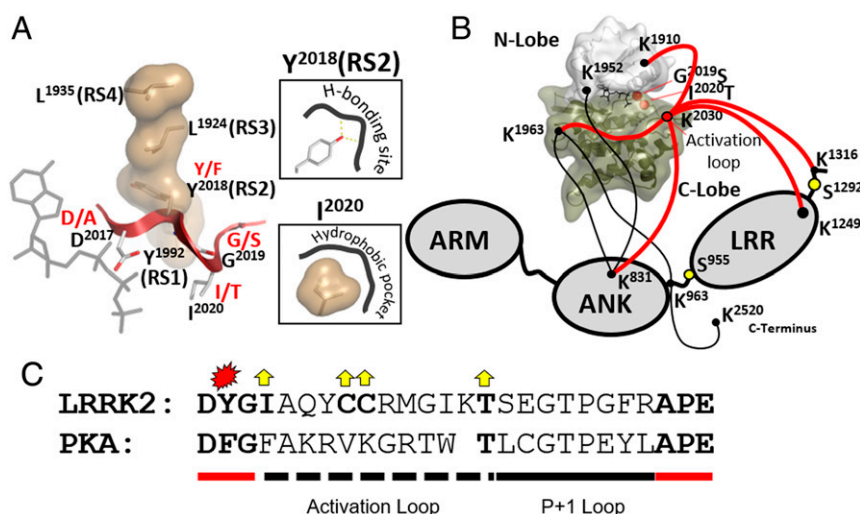 A
L1935(RS4)
L1924(RS3)
Y/F
Y2018(RS2)
D/A
D2017
G/S
Y1992
(RS1)
G2019
I/T
I2020
Y2018(RS2)
H-bonding site
I2020
Hydrophobic pocket
B
N-Lobe
K1910
K1952
G2019S
I2020T
K2030
K1963
Activation
loop
C-Lobe
K1316
S1292
K1249
ARM
LRR
S955
K831
ANK
K963
K2520
C-Terminus
C
LRRK2: DYGIAQYCCRMGIKTSEGTPGFRAPE
PKA: DFGFAKRVKGRTW TLCGTPEYLAPE
Activation Loop P+1 Loop